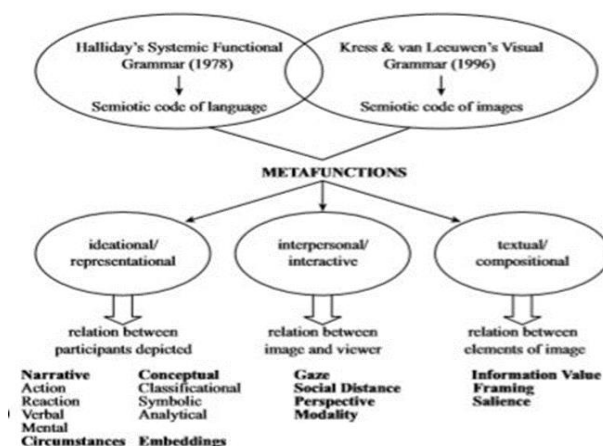 Halliday's Systemic Functional
Grammar (1978)
Semiotic code of language
Kress & van Leeuwen's Visual
Grammar (1996)
Semiotic code of images
METAFUNCTIONS
ideational/
representational
interpersonal/
interactive
textual/
compositional
relation between
participants depicted
relation between
image and viewer
relation between
elements of image
Narrative
Action
Reaction
Verbal
Mental
Circumstances
Conceptual
Classificational
Symbolic
Analytical
Embeddings
Gaze
Social Distance
Perspective
Modality
Information Value
Framing
Salience